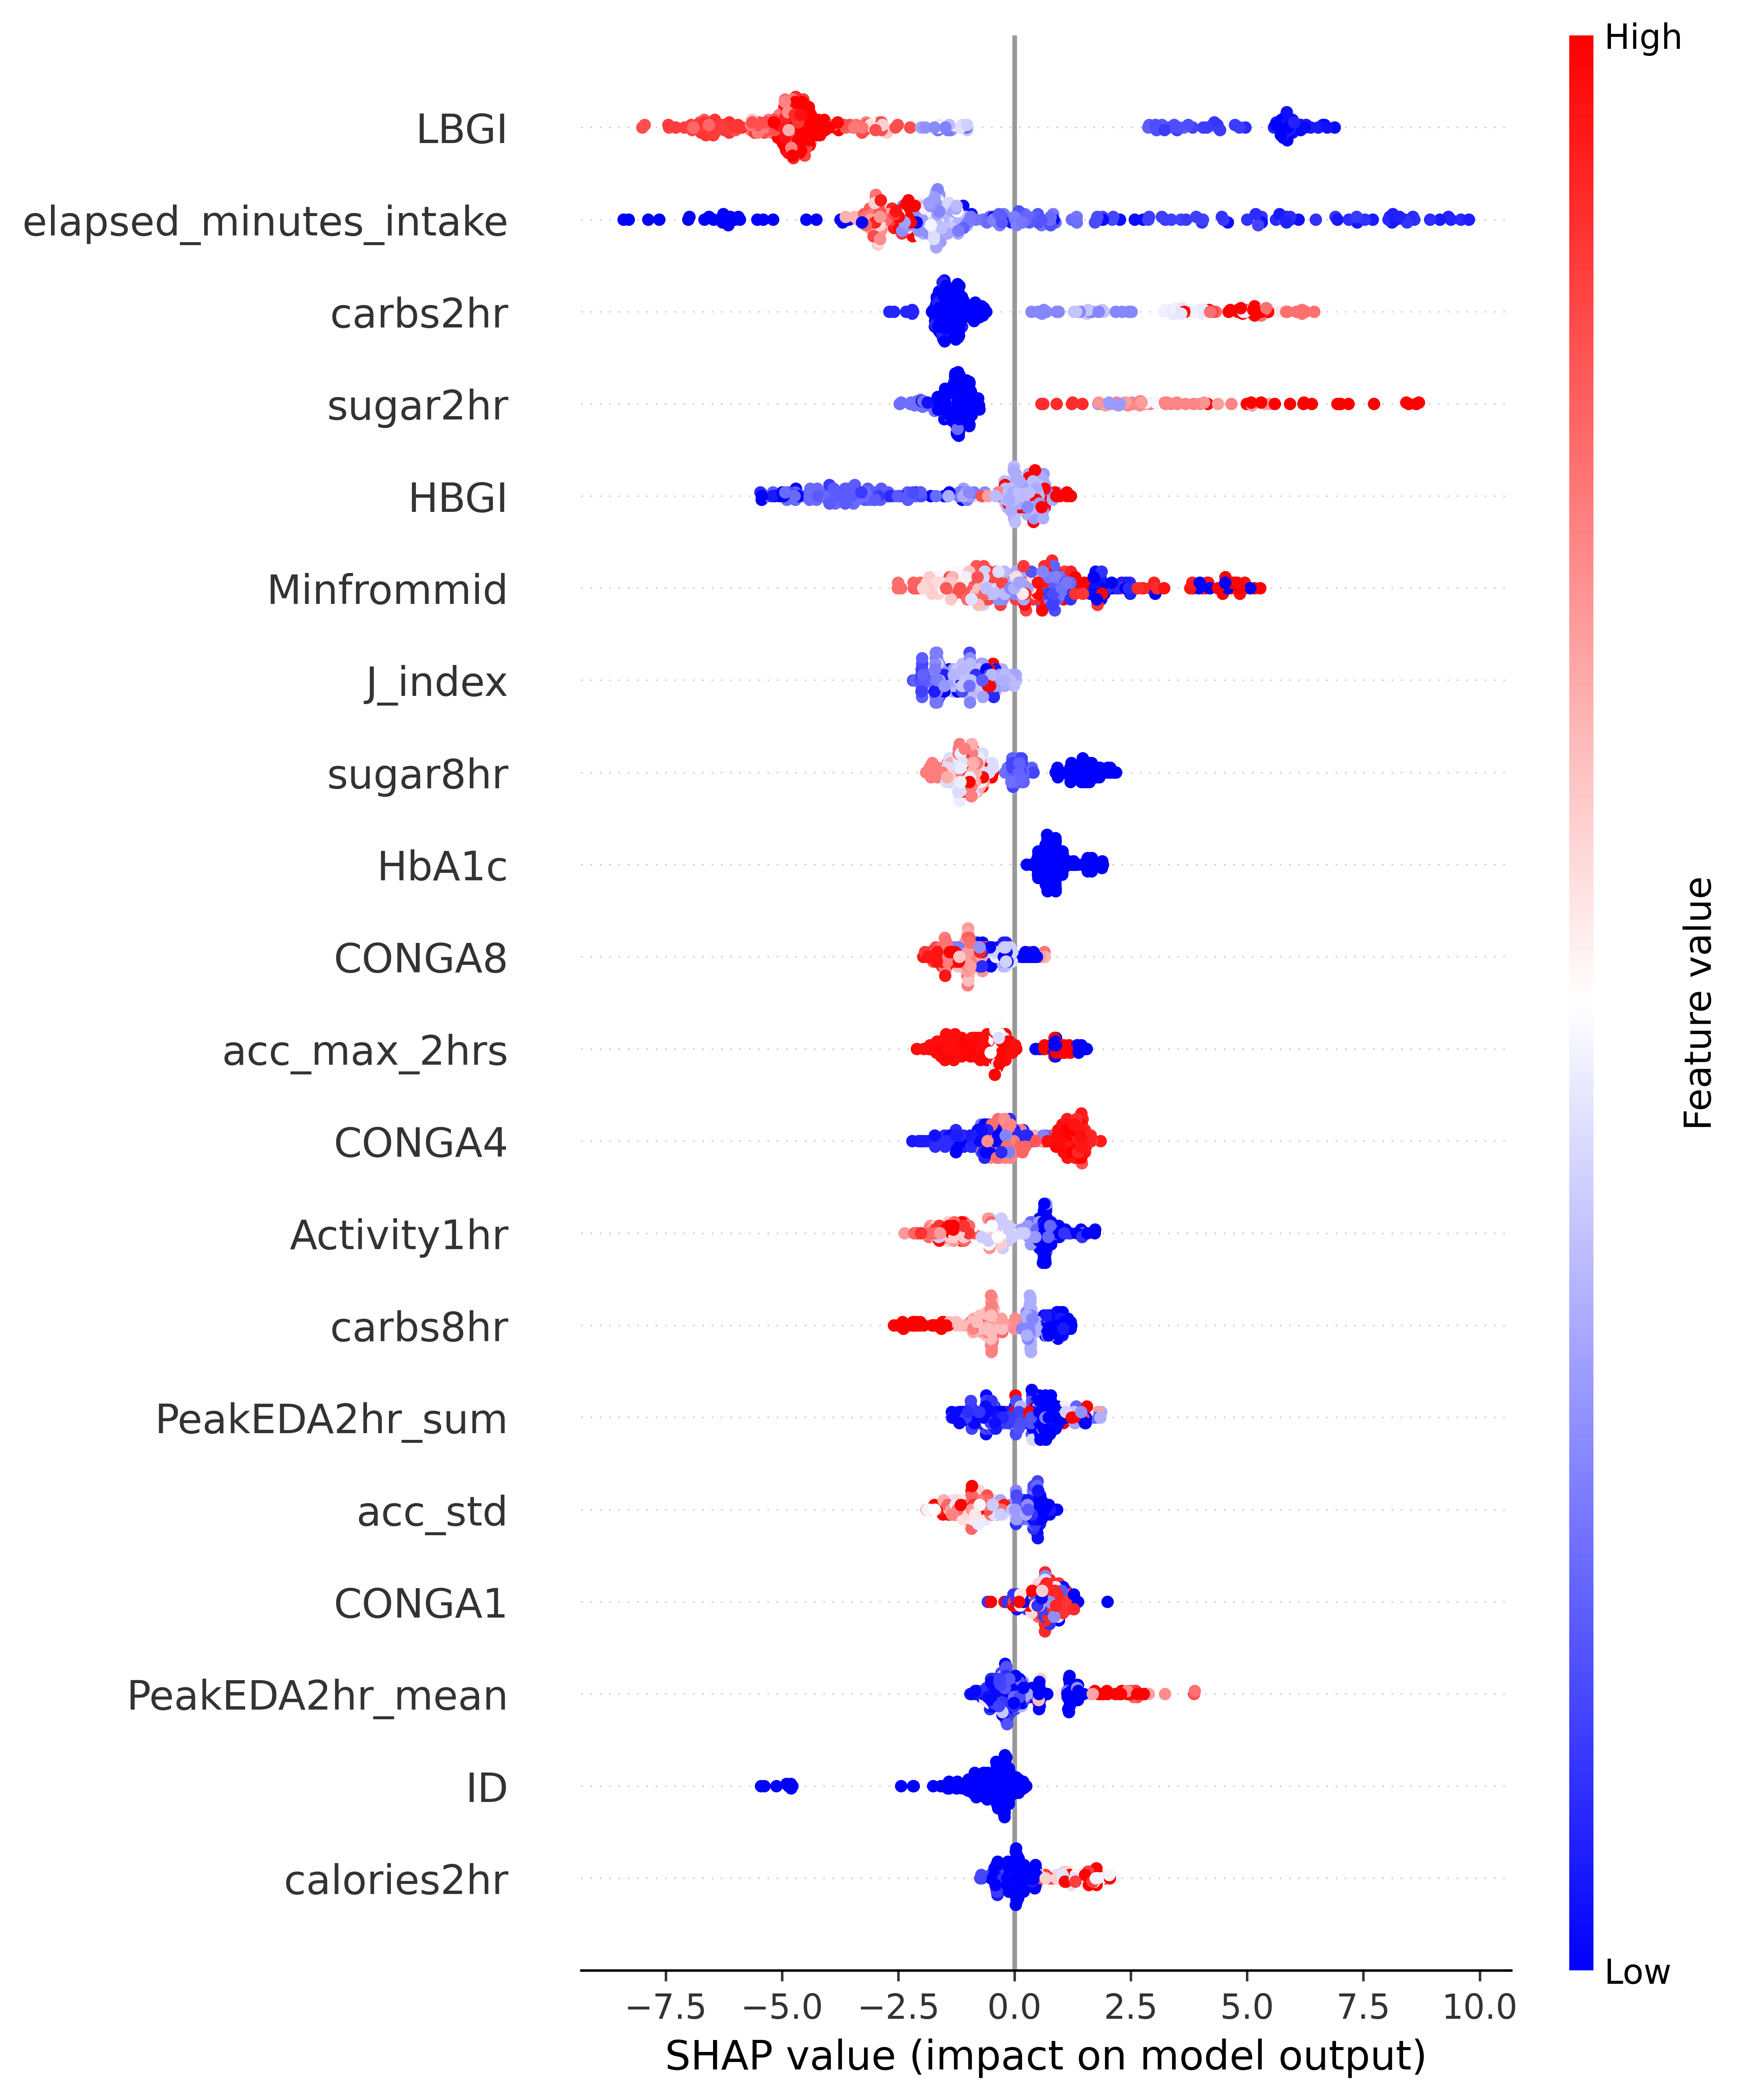 High
LBGI
elapsed_minutes_intake
carbs2hr
sugar2hr
HBGI
Minfrommid
J_index
sugar8hr
HbA1c
CONGA8
acc_max_2hrs
CONGA4
Activity1hr
carbs8hr
PeakEDA2hr_sum
acc_std
CONGA1
PeakEDA2hr_mean
ID
calories2hr
Feature value
Low
−7.5 −5.0 −2.5 0.0 2.5 5.0 7.5 10.0
SHAP value (impact on model output)